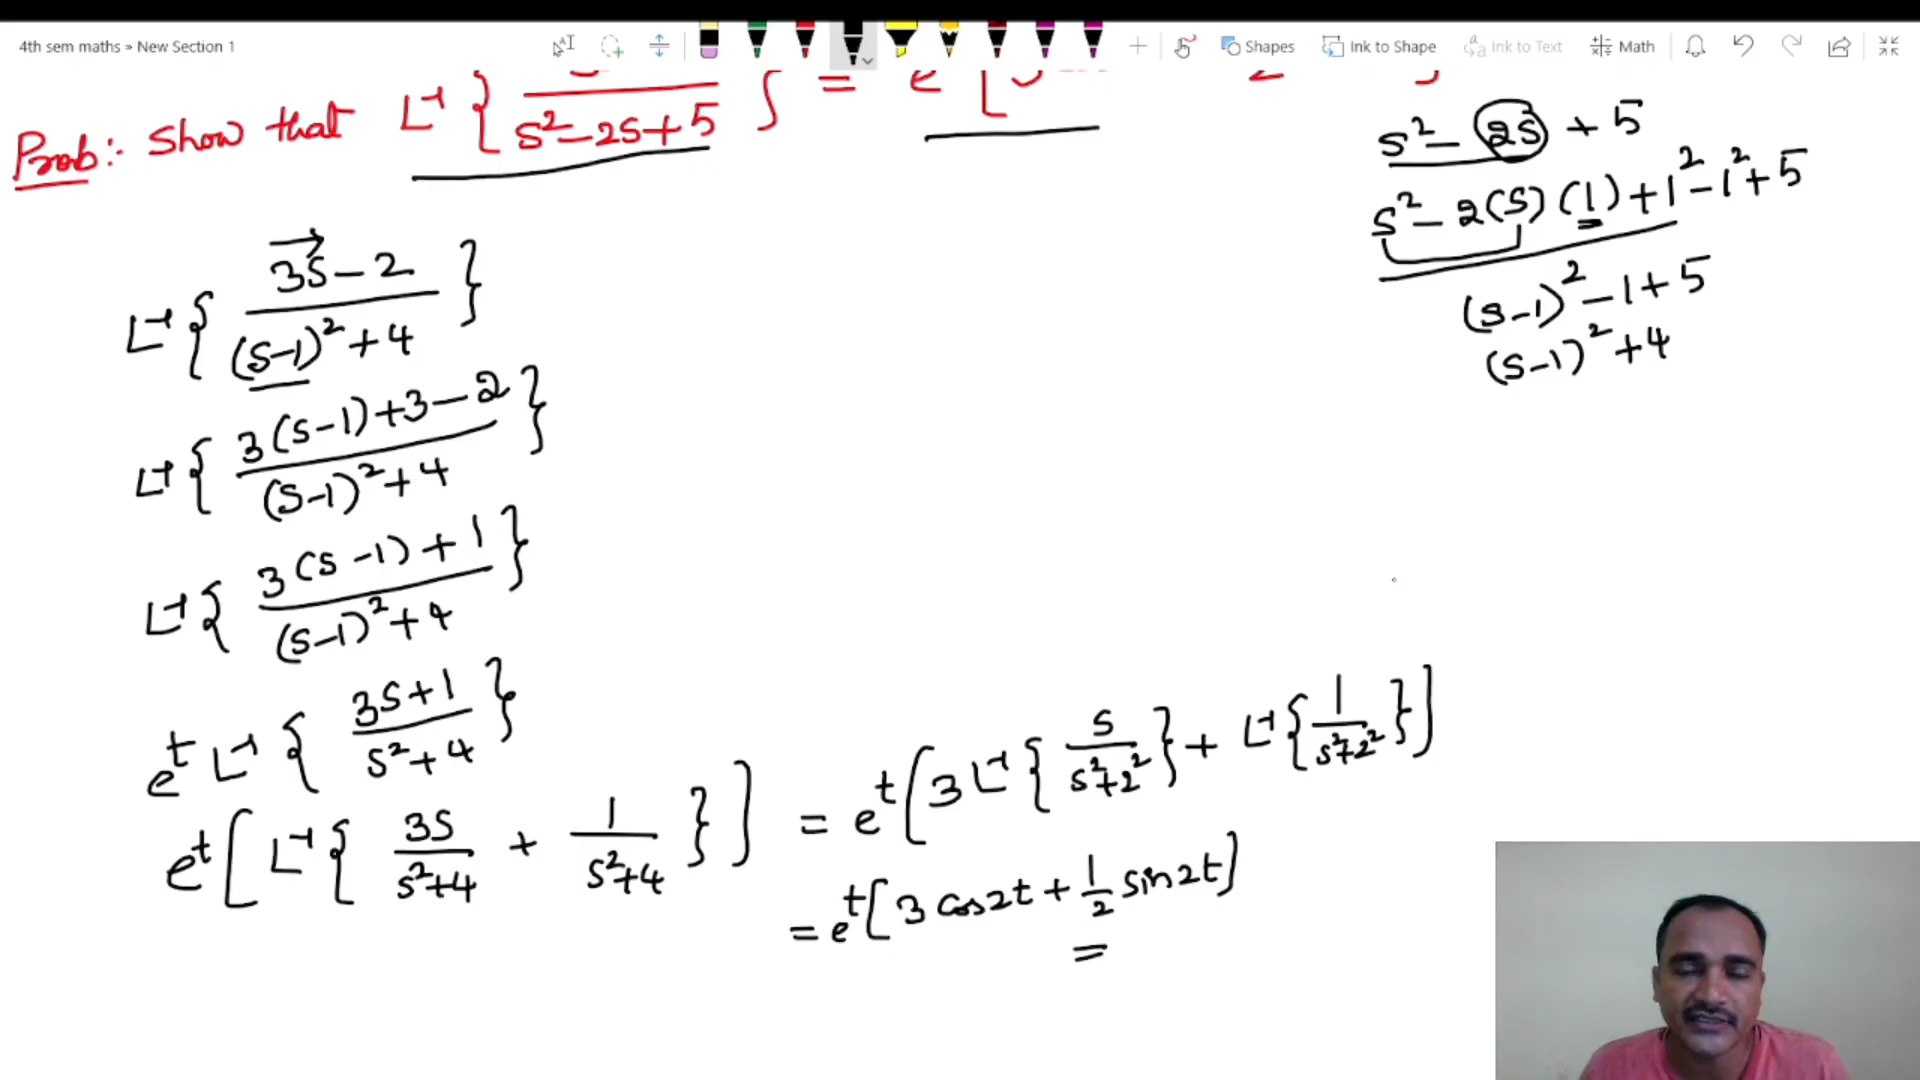 4th sem maths » New Section 1
Shapes Ink to Shape Ink to Text Math
Prob:- Show that L⁻¹ { / s²-2s+5 } = e [
L⁻¹ { 3s-2 / (s-1)²+4 }
L⁻¹ { 3(s-1)+3-2 / (s-1)²+4 }
L⁻¹ { 3(s-1)+1 / (s-1)²+4 }
eᵗ L⁻¹ { 3s+1 / s²+4 }
eᵗ [ L⁻¹ { 3s / s²+4 + 1 / s²+4 } ] = eᵗ [ 3 L⁻¹ { s / s²+2² } + L⁻¹ { 1 / s²+2² } ]
= eᵗ [ 3 cos2t + 1/2 sin2t ]
=
s² - 2s + 5
s² - 2(s)(1) + 1² - 1² + 5
(s-1)² - 1 + 5
(s-1)² + 4